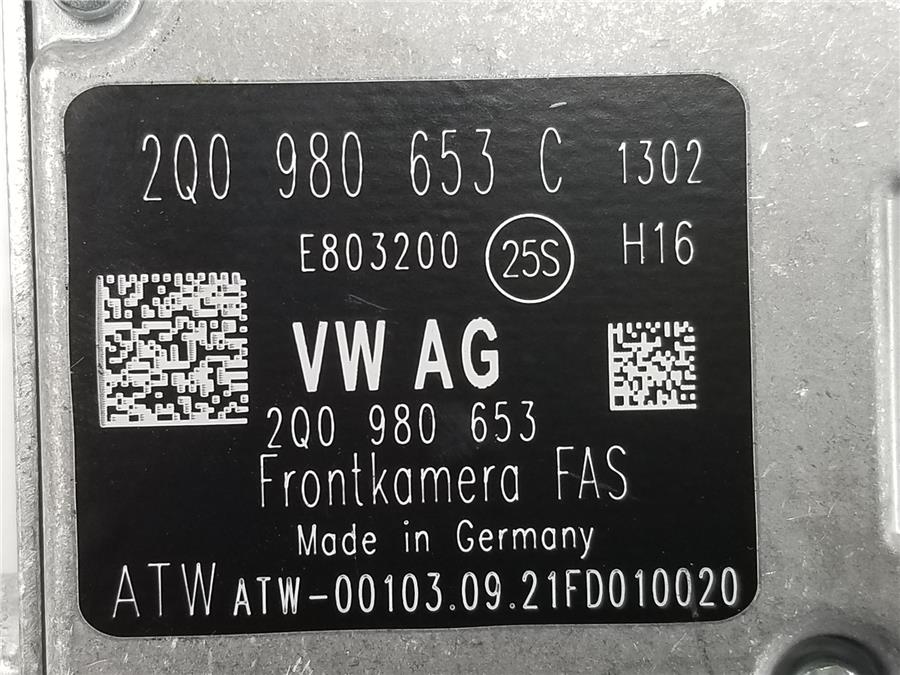 2Q0 980 653 C 1302
E803200 25S H16
VW AG
2Q0 980 653
Frontkamera FAS
Made in Germany
ATW ATW-00103.09.21FD010020